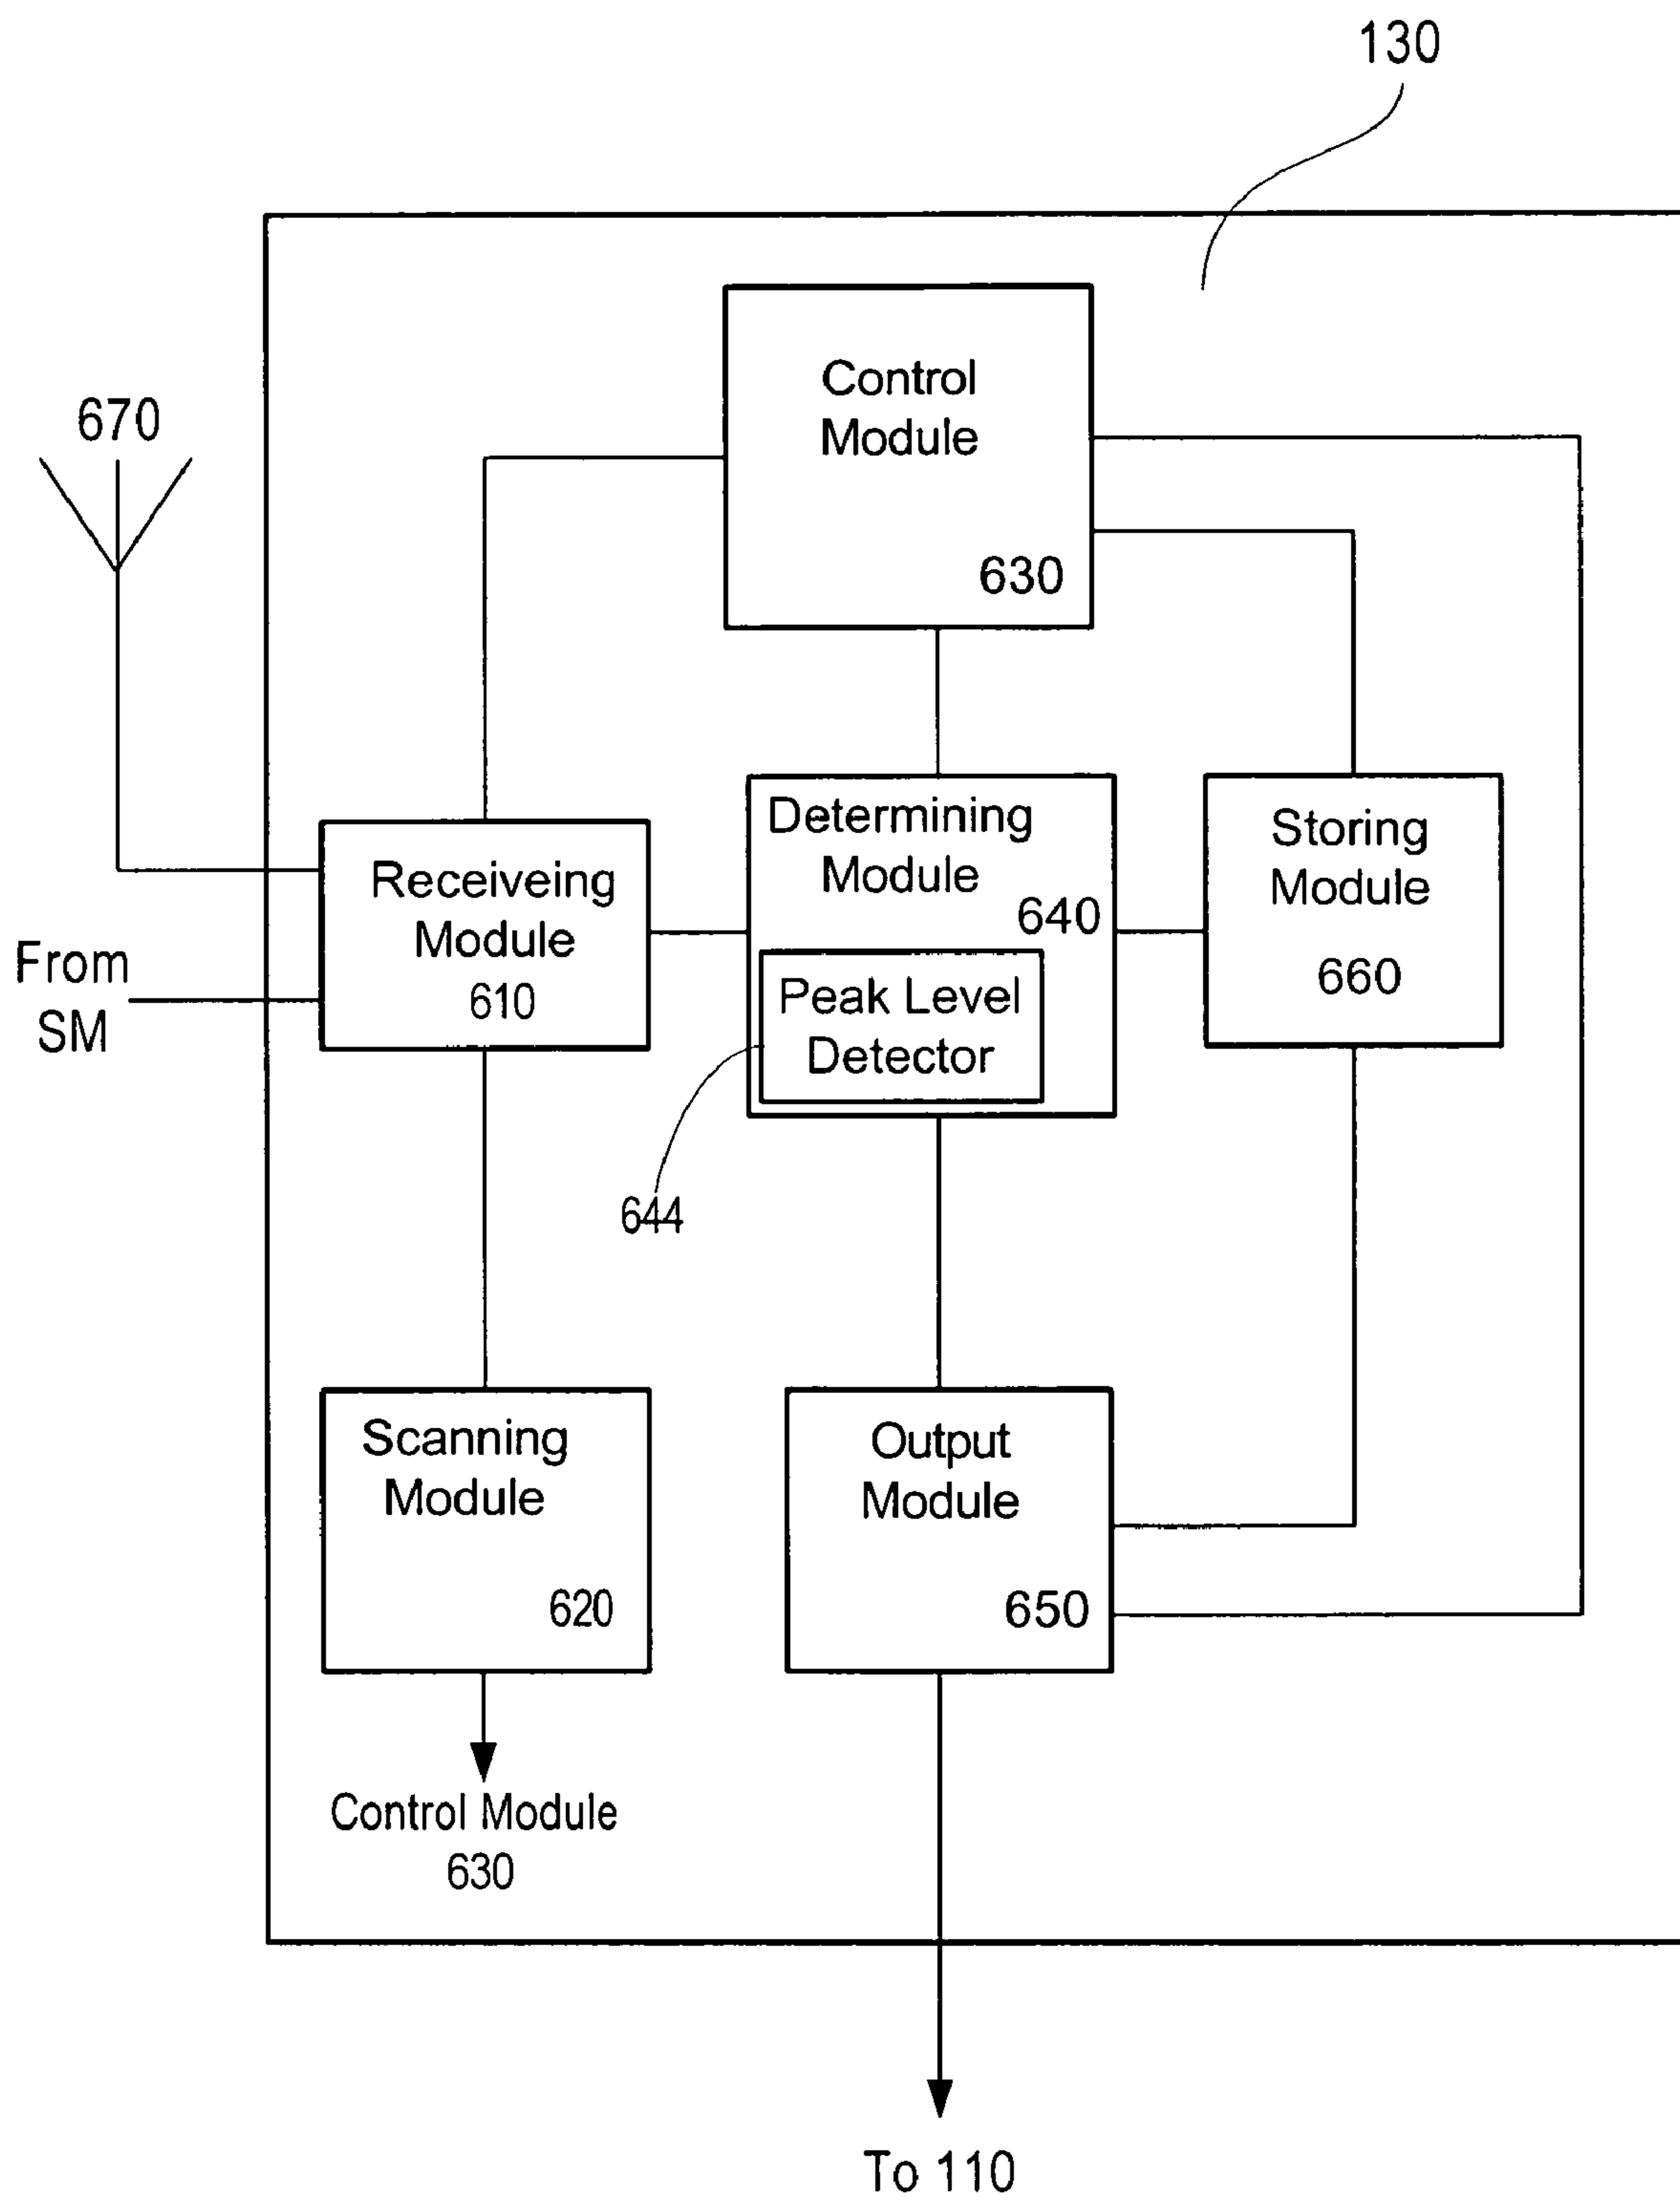 130
Control
Module
630
670
Receiveing
Module
610
From
SM
Determining
Module
640
Peak Level
Detector
644
Storing
Module
660
Scanning
Module
620
Output
Module
650
Control Module
630
To 110